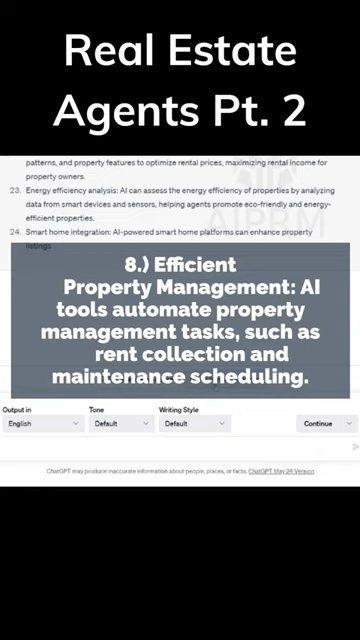 Real Estate
Agents Pt. 2
patterns, and property features to optimize rental prices, maximizing rental income for
property owners.
23. Energy efficiency analysis: AI can assess the energy efficiency of properties by analyzing
data from smart devices and sensors, helping agents promote eco-friendly and energy-
efficient properties.
24. Smart home integration: AI-powered smart home platforms can enhance property
listings
AIPRM
8.) Efficient
Property Management: AI
tools automate property
management tasks, such as
rent collection and
maintenance scheduling.
Output in Tone Writing Style
English Default Default Continue
ChatGPT may produce inaccurate information about people, places, or facts. ChatGPT May 24 Version